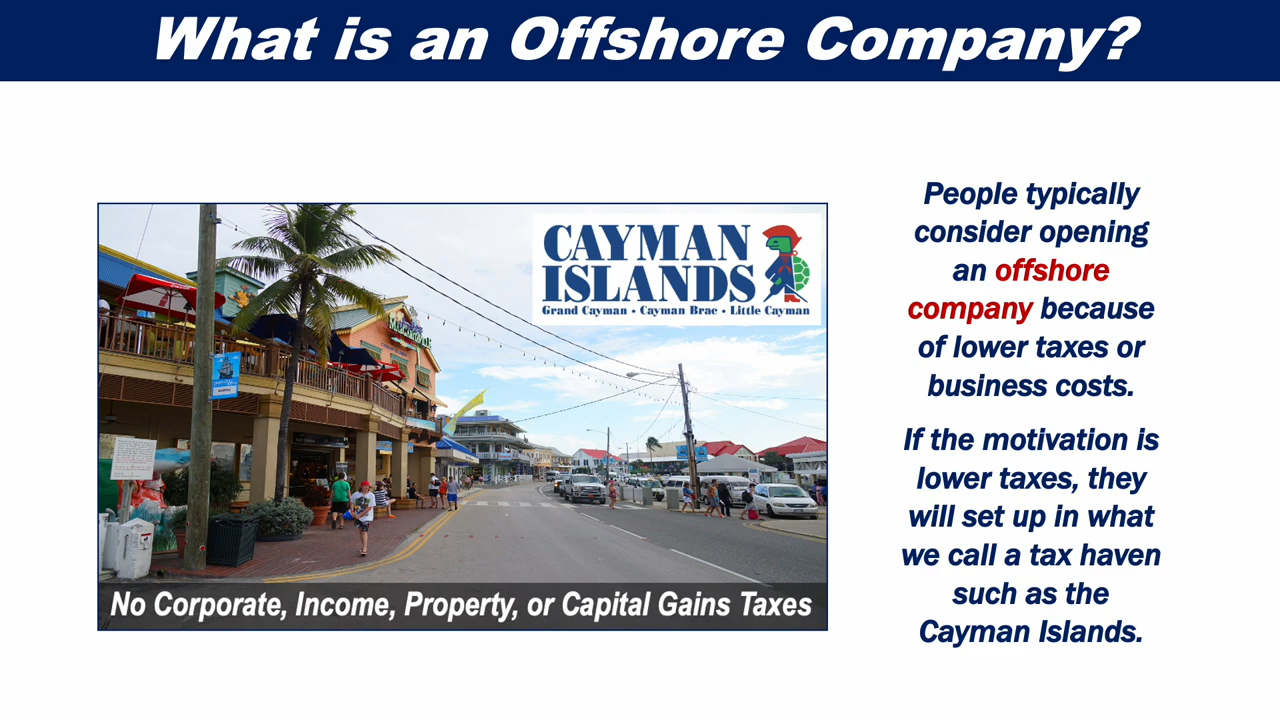 What is an Offshore Company?
CAYMAN
ISLANDS
Grand Cayman • Cayman Brac • Little Cayman
No Corporate, Income, Property, or Capital Gains Taxes
People typically
consider opening
an offshore
company because
of lower taxes or
business costs.
If the motivation is
lower taxes, they
will set up in what
we call a tax haven
such as the
Cayman Islands.